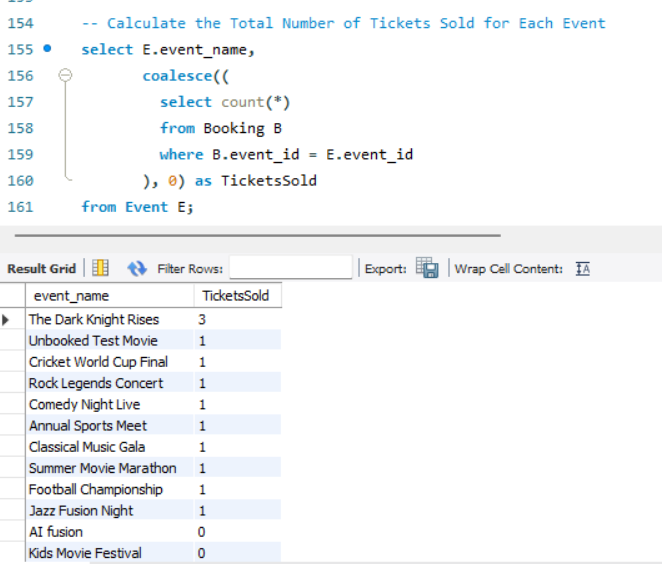 154 -- Calculate the Total Number of Tickets Sold for Each Event
155 select E.event_name,
156 coalesce((
157 select count(*)
158 from Booking B
159 where B.event_id = E.event_id
160 ), 0) as TicketsSold
161 from Event E;
Result Grid Filter Rows: Export: Wrap Cell Content:
event_name TicketsSold
The Dark Knight Rises 3
Unbooked Test Movie 1
Cricket World Cup Final 1
Rock Legends Concert 1
Comedy Night Live 1
Annual Sports Meet 1
Classical Music Gala 1
Summer Movie Marathon 1
Football Championship 1
Jazz Fusion Night 1
AI fusion 0
Kids Movie Festival 0